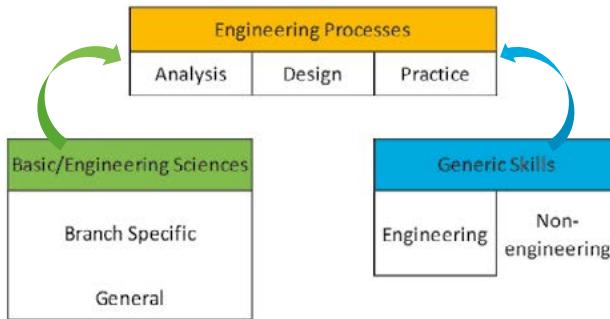 Engineering Processes
Analysis Design Practice
Basic/Engineering Sciences
Branch Specific
General
Generic Skills
Engineering
Non-
engineering